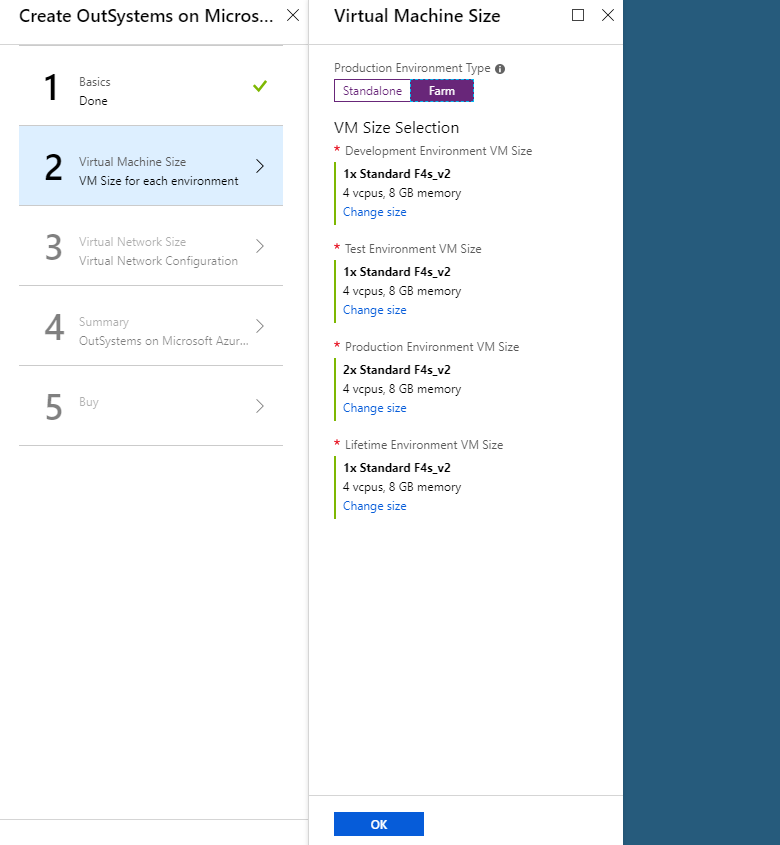 Create OutSystems on Micros...
1
Basics
Done
2
Virtual Machine Size
VM Size for each environment
3
Virtual Network Size
Virtual Network Configuration
4
Summary
OutSystems on Microsoft Azur...
5
Buy
Virtual Machine Size
Production Environment Type
Standalone
Farm
VM Size Selection
* Development Environment VM Size
1x Standard F4s_v2
4 vcpus, 8 GB memory
Change size
* Test Environment VM Size
1x Standard F4s_v2
4 vcpus, 8 GB memory
Change size
* Production Environment VM Size
2x Standard F4s_v2
4 vcpus, 8 GB memory
Change size
* Lifetime Environment VM Size
1x Standard F4s_v2
4 vcpus, 8 GB memory
Change size
OK